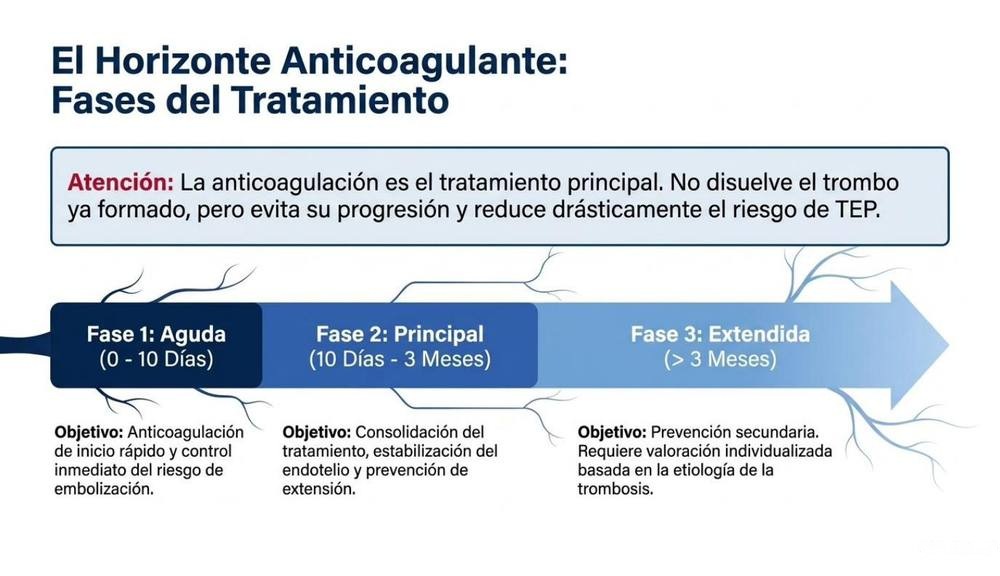 El Horizonte Anticoagulante:
Fases del Tratamiento
Atención: La anticoagulación es el tratamiento principal. No disuelve el trombo
ya formado, pero evita su progresión y reduce drásticamente el riesgo de TEP.
Fase 1: Aguda
(0 - 10 Días)
Fase 2: Principal
(10 Días - 3 Meses)
Fase 3: Extendida
(> 3 Meses)
Objetivo: Anticoagulación
de inicio rápido y control
inmediato del riesgo de
embolización.
Objetivo: Consolidación del
tratamiento, estabilización del
endotelio y prevención de
extensión.
Objetivo: Prevención secundaria.
Requiere valoración individualizada
basada en la etiología de la
trombosis.